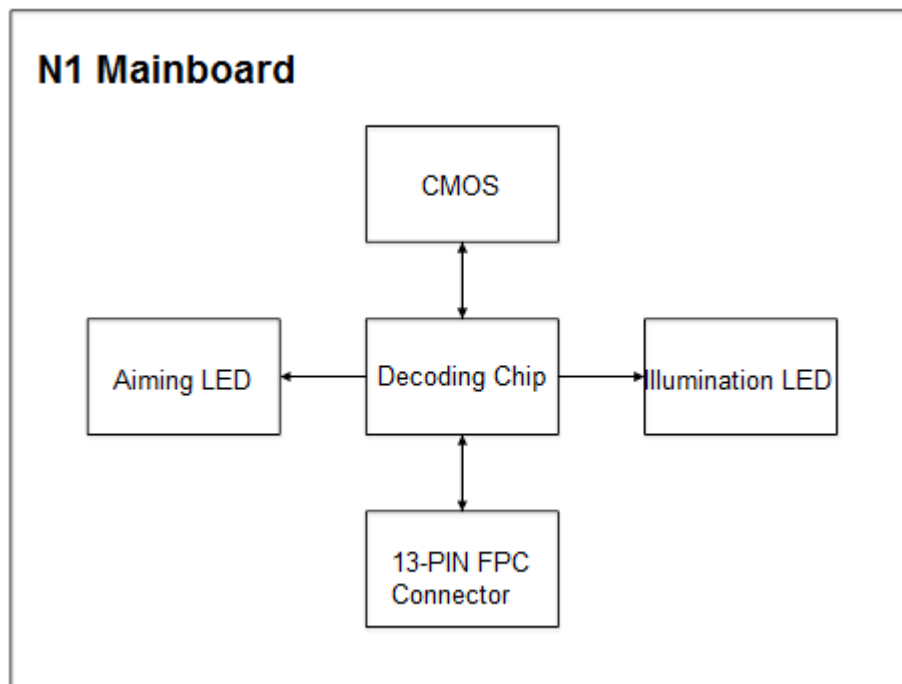 N1 Mainboard
CMOS
Aiming LED
Decoding Chip
Illumination LED
13-PIN FPC
Connector